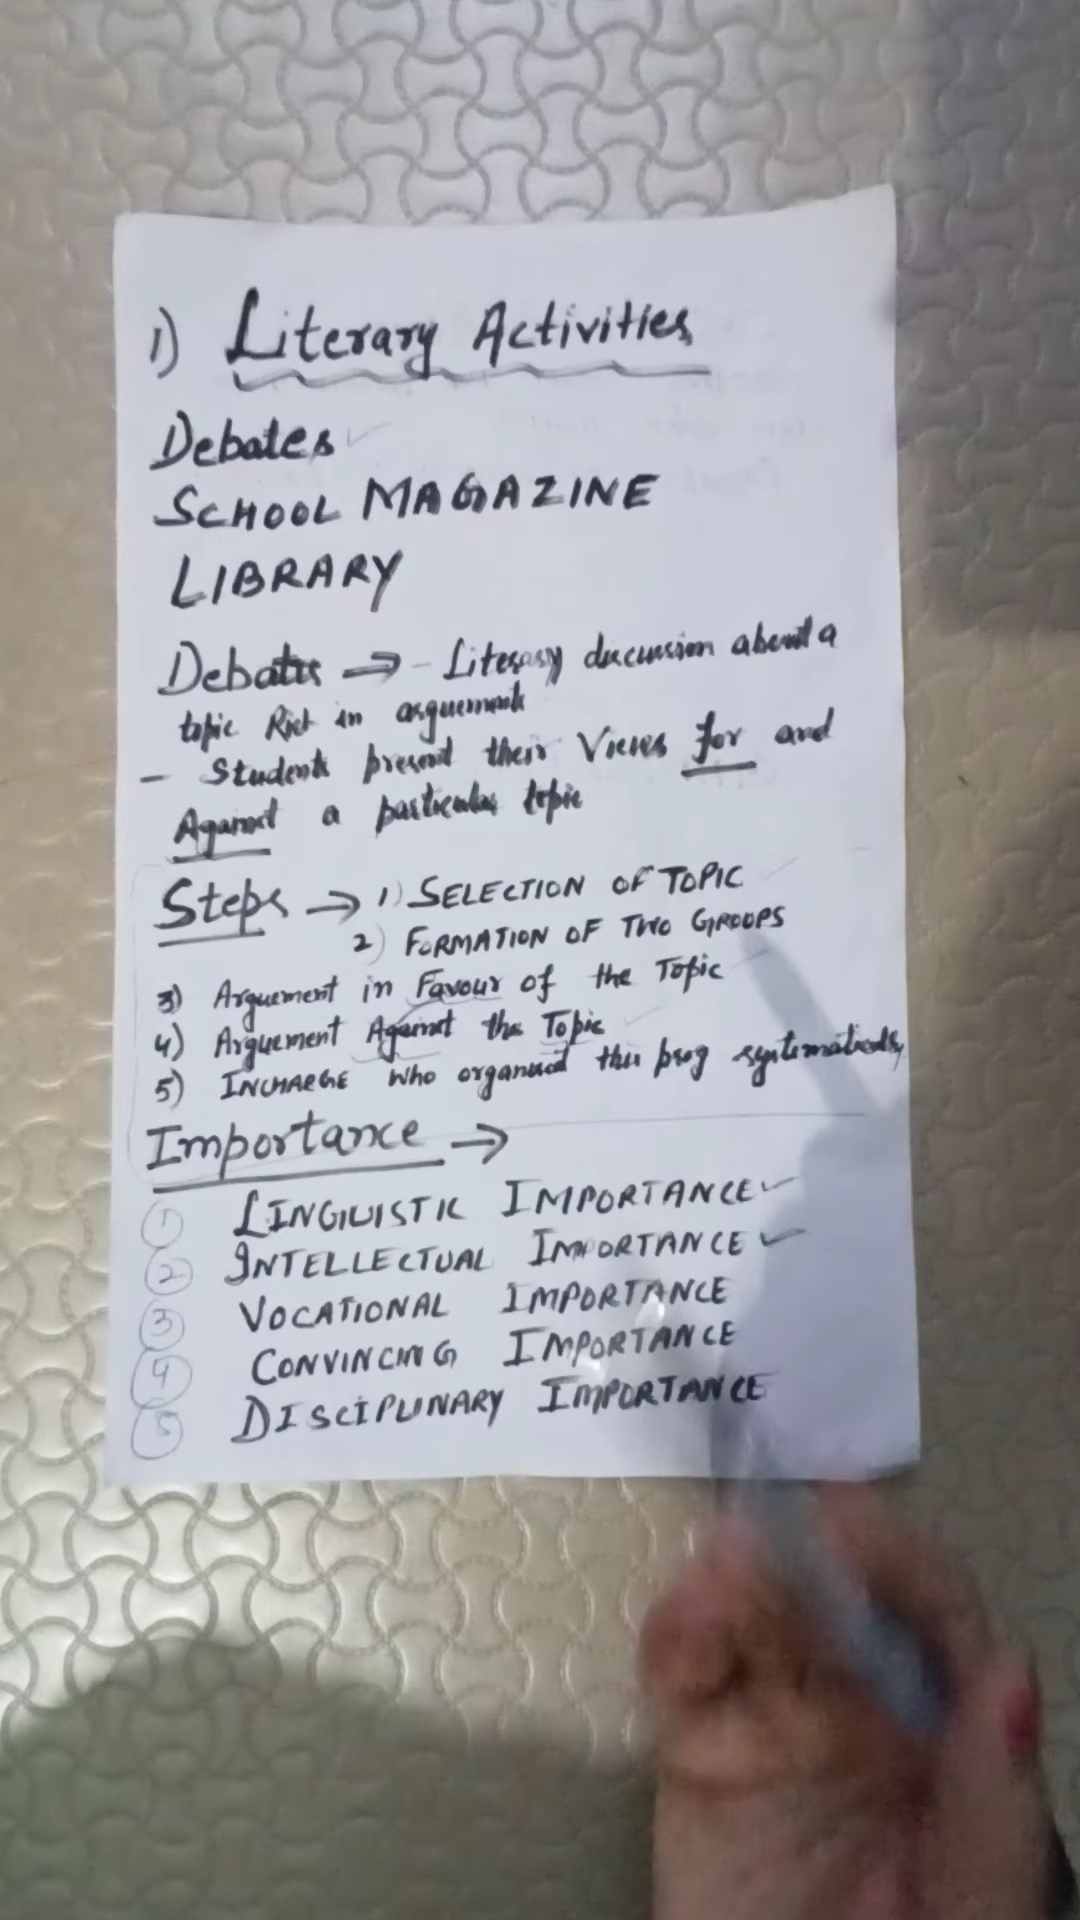 1) Literary Activities
Debates
SCHOOL MAGAZINE
LIBRARY
Debates → - Literary discussion about a
topic Rich in arguements
- Students present their Views for and
Against a particular topic
Steps → 1) SELECTION OF TOPIC
2) FORMATION OF TWO GROOPS
3) Arguement in Favour of the Topic
4) Arguement Against the Topic
5) INCHARGE who organised this prog systematically
Importance →
1 LINGUISTIC IMPORTANCE
2 INTELLECTUAL IMPORTANCE
3 VOCATIONAL IMPORTANCE
4 CONVINCING IMPORTANCE
5 DISCIPLINARY IMPORTANCE